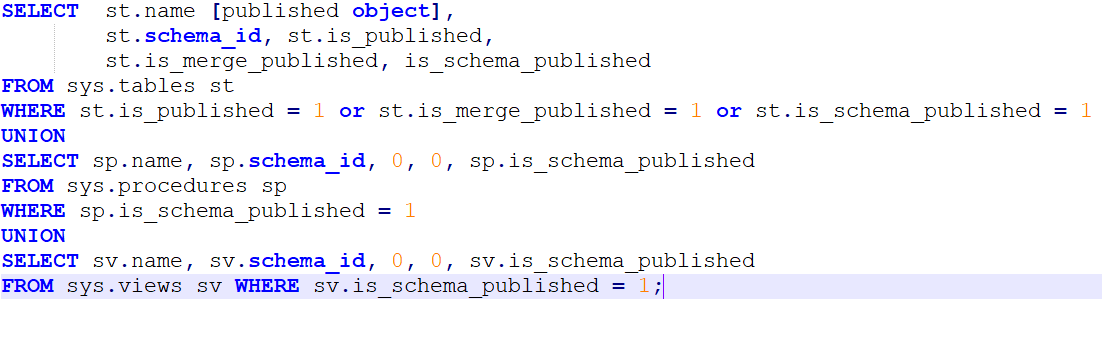 SELECT  st.name [published object],
        st.schema_id, st.is_published,
        st.is_merge_published, is_schema_published
FROM sys.tables st
WHERE st.is_published = 1 or st.is_merge_published = 1 or st.is_schema_published = 1
UNION
SELECT sp.name, sp.schema_id, 0, 0, sp.is_schema_published
FROM sys.procedures sp
WHERE sp.is_schema_published = 1
UNION
SELECT sv.name, sv.schema_id, 0, 0, sv.is_schema_published
FROM sys.views sv WHERE sv.is_schema_published = 1;